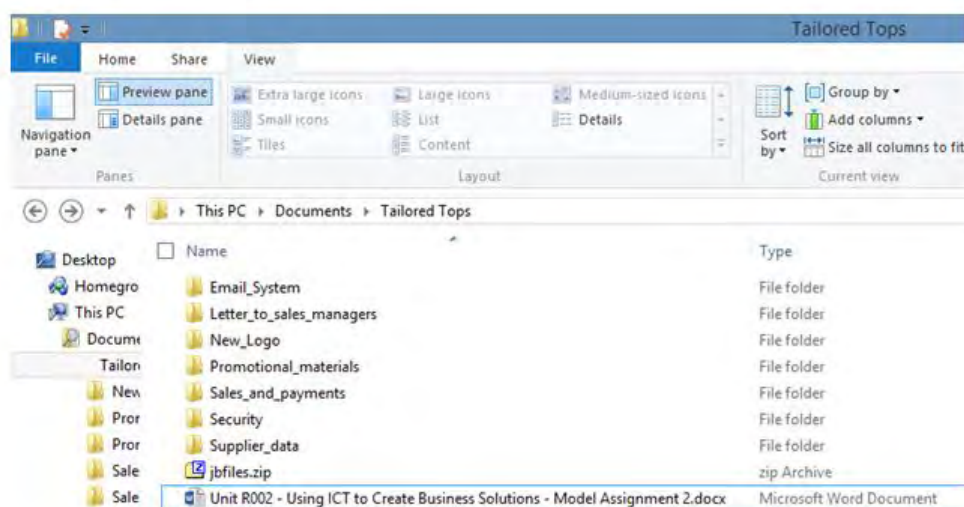 Tailored Tops
File Home Share View
Preview pane Extra large icons Large icons Medium-sized icons Group by
Details pane Small icons List Details Add columns
Navigation pane Tiles Content Sort by Size all columns to fit
Panes Layout Current view
This PC Documents Tailored Tops
Desktop Name Type
Homegro Email_System File folder
This PC Letter_to_sales_managers File folder
Docume New_Logo File folder
Tailor Promotional_materials File folder
New Sales_and_payments File folder
Pror Security File folder
Pror Supplier_data File folder
Sale jbfiles.zip zip Archive
Sale Unit R002 - Using ICT to Create Business Solutions - Model Assignment 2.docx Microsoft Word Document